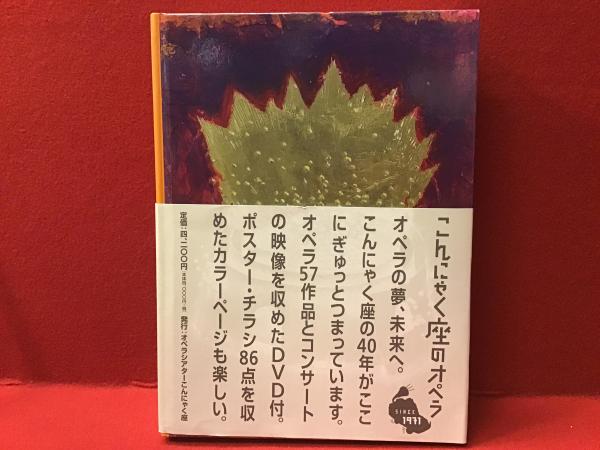 こんにゃく座のオペラ
SINCE
1971
オペラの夢、未来へ。
こんにゃく座の40年がここ
にぎゅっとつまっています。
オペラ57作品とコンサート
の映像を収めたDVD付。
ポスター・チラシ86点を収
めたカラーページも楽しい。
定価:四、二〇〇円 発行:オペラシアターこんにゃく座